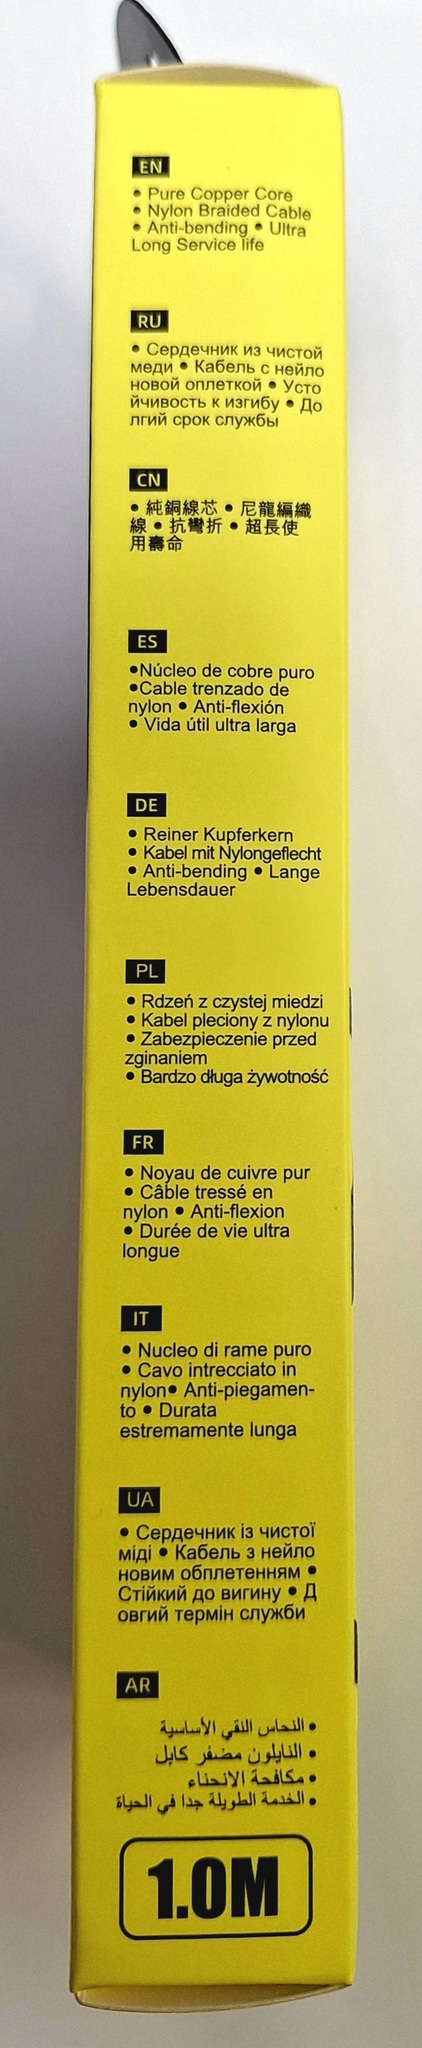 EN
• Pure Copper Core
• Nylon Braided Cable
• Anti-bending • Ultra
Long Service life
RU
• Сердечник из чистой
меди • Кабель с нейло
новой оплеткой • Усто
йчивость к изгибу • До
лгий срок службы
CN
• 純銅線芯 • 尼龍編織
線 • 抗彎折 • 超長使
用壽命
ES
•Núcleo de cobre puro
•Cable trenzado de
nylon • Anti-flexión
• Vida útil ultra larga
DE
• Reiner Kupferkern
• Kabel mit Nylongeflecht
• Anti-bending • Lange
Lebensdauer
PL
• Rdzeń z czystej miedzi
• Kabel pleciony z nylonu
• Zabezpieczenie przed
zginaniem
• Bardzo długa żywotność
FR
• Noyau de cuivre pur
• Câble tressé en
nylon • Anti-flexion
• Durée de vie ultra
longue
IT
• Nucleo di rame puro
• Cavo intrecciato in
nylon• Anti-piegamen-
to • Durata
estremamente lunga
UA
• Сердечник із чистої
міді • Кабель з нейло
новим обплетенням •
Стійкий до вигину • Д
овгий термін служби
AR
• النحاس النقي الأساسية
• النايلون مضفر كابل
• مكافحة الانحناء
• الخدمة الطويلة جدا في الحياة
1.0M